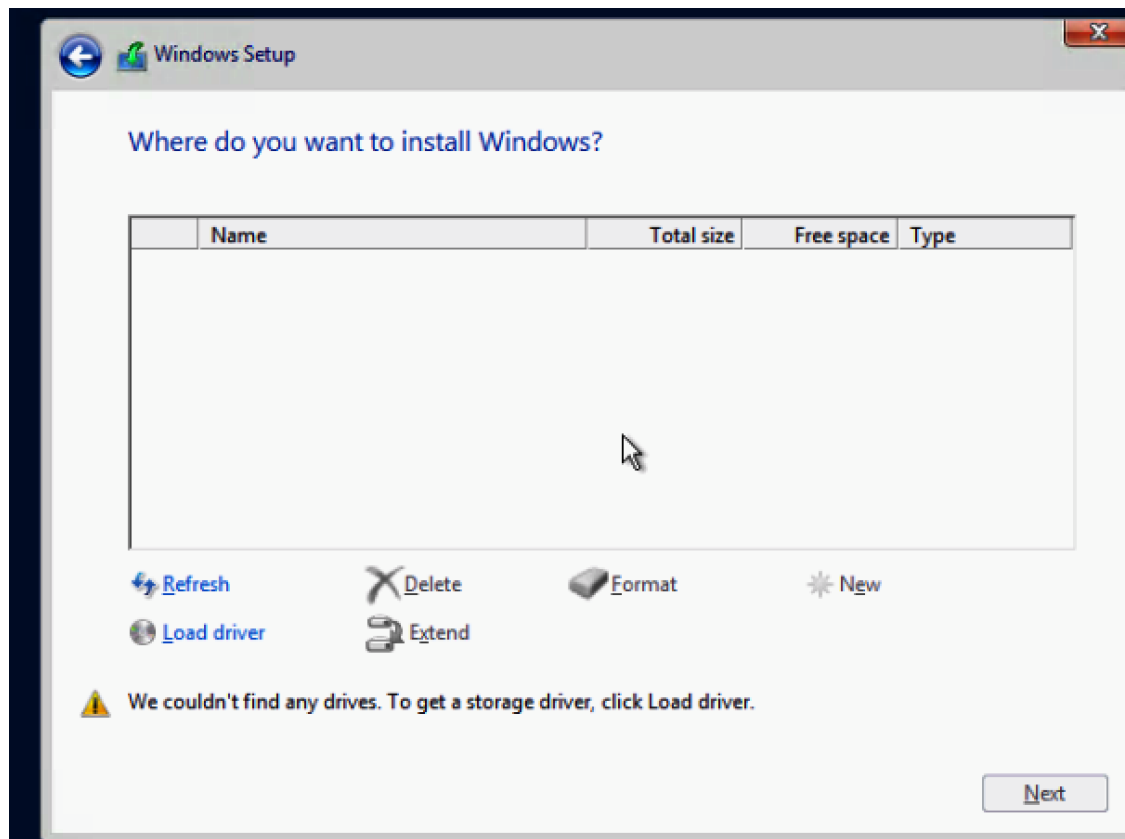 Windows Setup
Where do you want to install Windows?
Name Total size Free space Type
Refresh Delete Format New
Load driver Extend
We couldn't find any drives. To get a storage driver, click Load driver.
Next